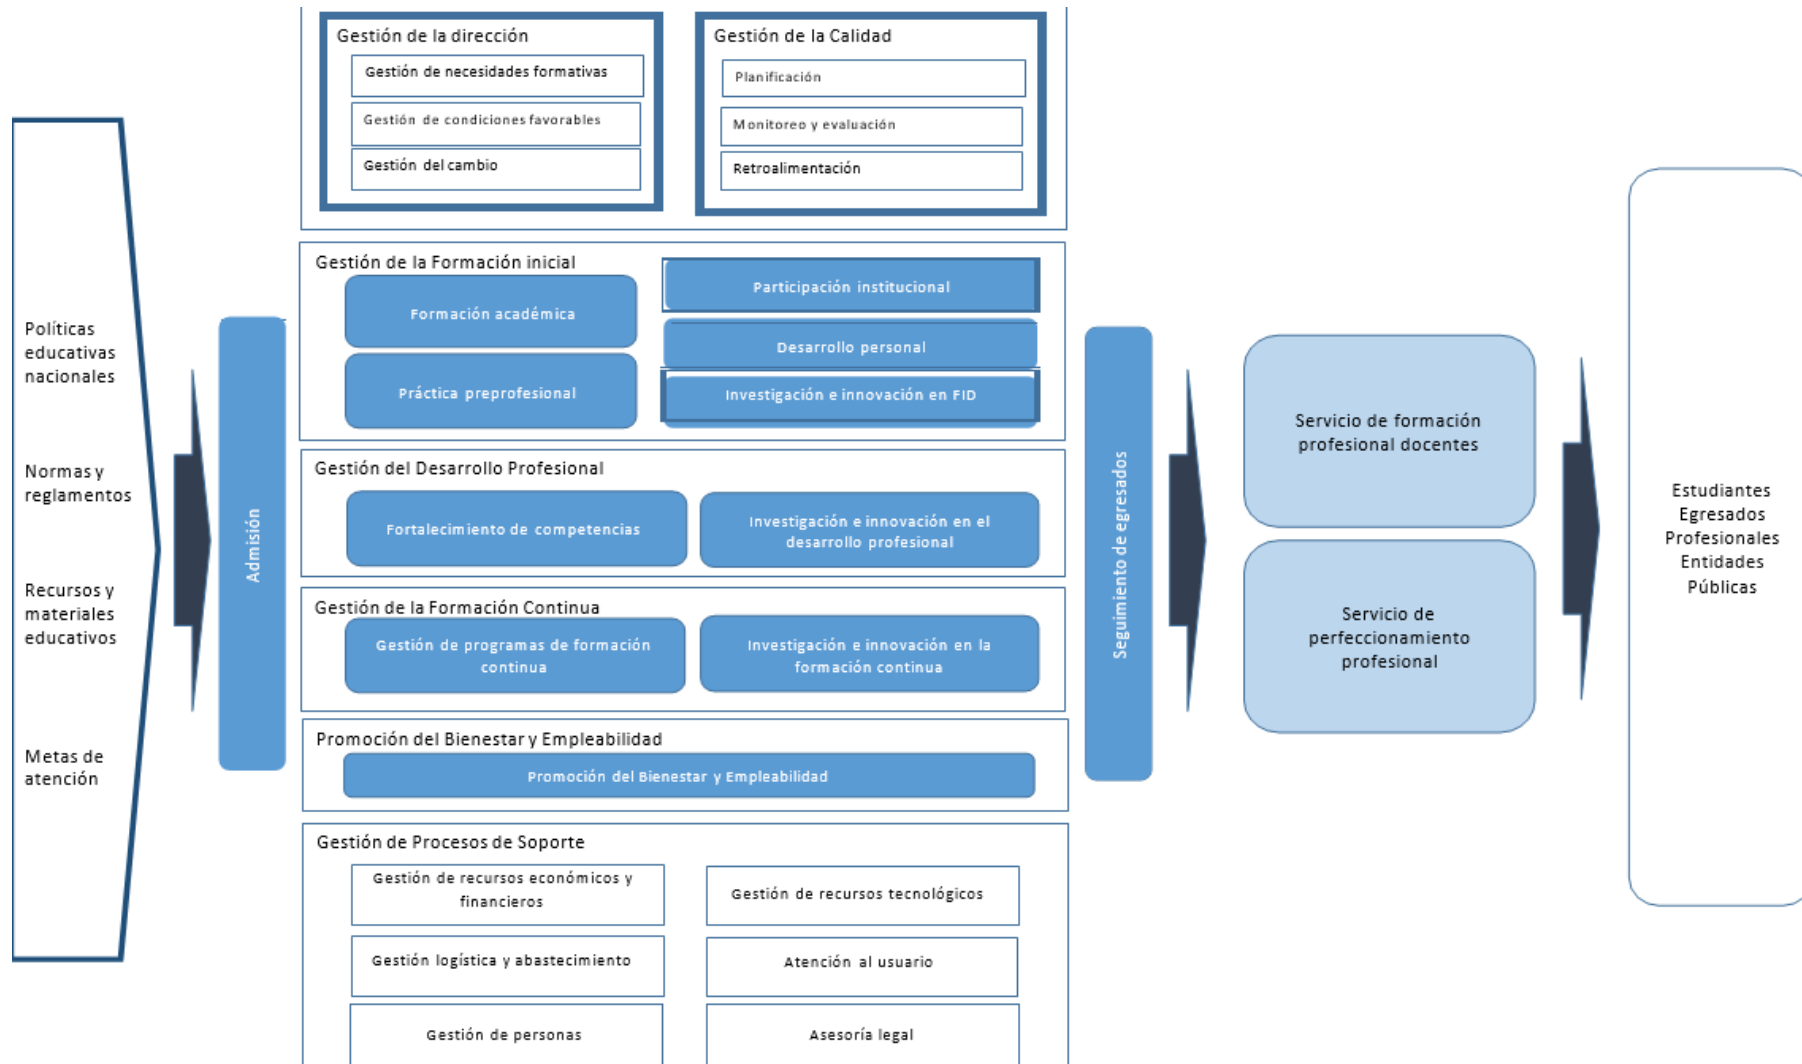 Gestión de la dirección
Gestión de necesidades formativas
Gestión de condiciones favorables
Gestión del cambio
Gestión de la Calidad
Planificación
Monitoreo y evaluación
Retroalimentación
Políticas
educativas
nacionales
Normas y
reglamentos
Recursos y
materiales
educativos
Metas de
atención
Admisión
Gestión de la Formación inicial
Formación académica
Práctica preprofesional
Participación institucional
Desarrollo personal
Investigación e innovación en FID
Gestión del Desarrollo Profesional
Fortalecimiento de competencias
Investigación e innovación en el
desarrollo profesional
Gestión de la Formación Continua
Gestión de programas de formación
continua
Investigación e innovación en la
formación continua
Promoción del Bienestar y Empleabilidad
Promoción del Bienestar y Empleabilidad
Gestión de Procesos de Soporte
Gestión de recursos económicos y
financieros
Gestión logística y abastecimiento
Gestión de personas
Gestión de recursos tecnológicos
Atención al usuario
Asesoría legal
Seguimiento de egresados
Servicio de formación
profesional docentes
Servicio de
perfeccionamiento
profesional
Estudiantes
Egresados
Profesionales
Entidades
Públicas